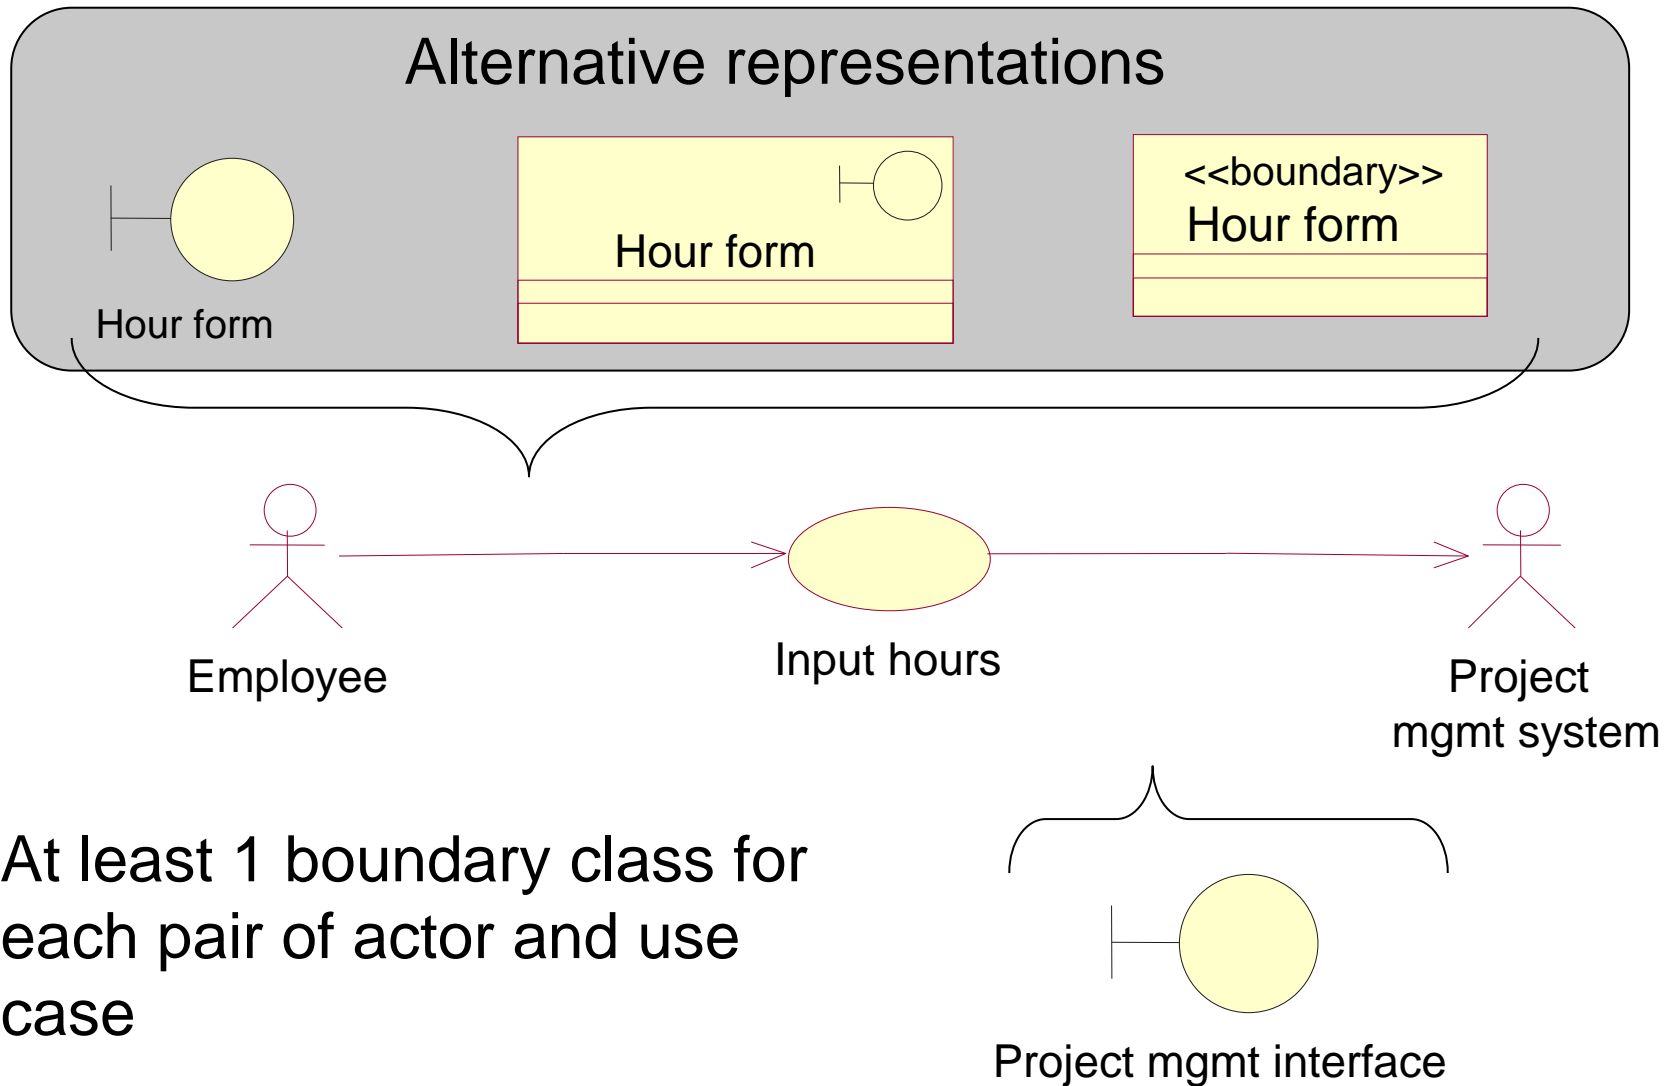 Alternative representations
Hour form
Hour form
<<boundary>>
Hour form
Employee
Input hours
Project
mgmt system
At least 1 boundary class for
each pair of actor and use
case
Project mgmt interface